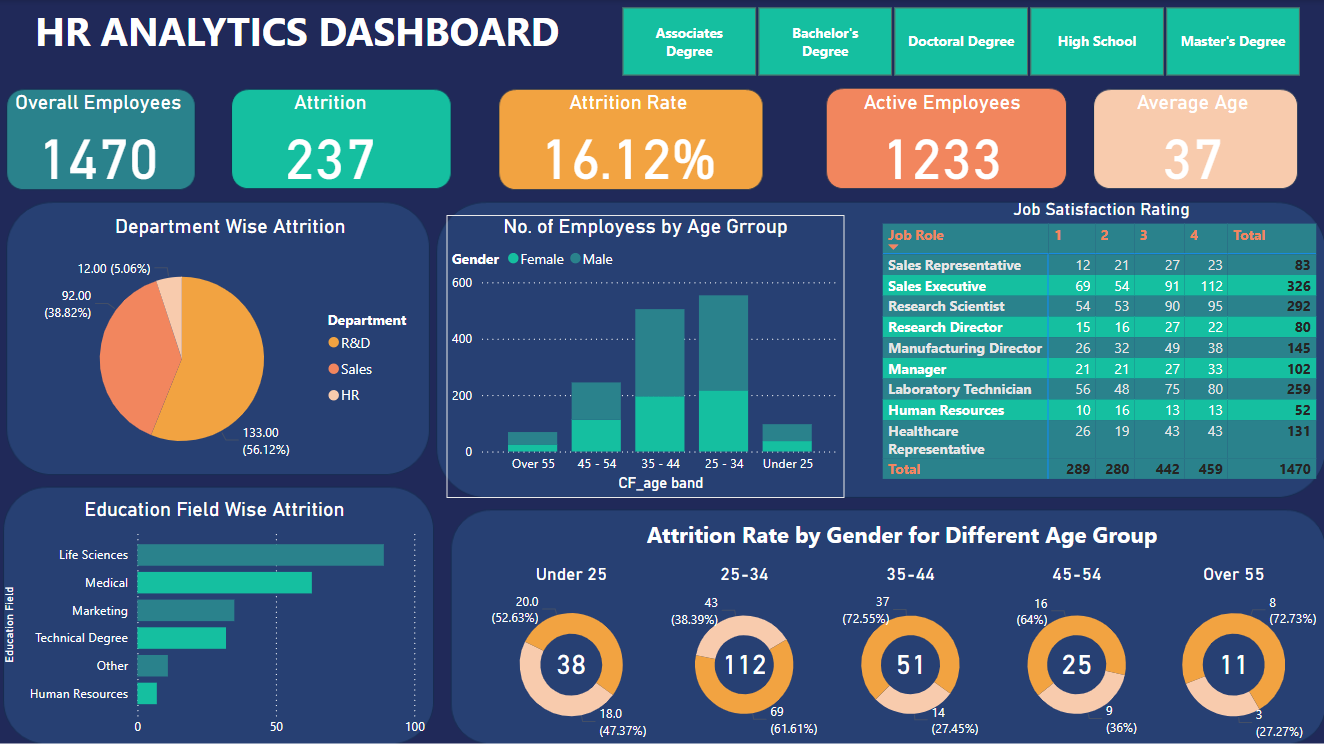 HR ANALYTICS DASHBOARD
Associates
Degree
Bachelor's
Degree
Doctoral Degree
High School
Master's Degree
Overall Employees
1470
Attrition
237
Attrition Rate
16.12%
Active Employees
1233
Average Age
37
Department Wise Attrition
12.00 (5.06%)
92.00
(38.82%)
133.00
(56.12%)
Department
R&D
Sales
HR
No. of Employess by Age Grroup
Gender Female Male
600
400
200
0
Over 55 45 - 54 35 - 44 25 - 34 Under 25
CF_age band
Job Satisfaction Rating
Job Role 1 2 3 4 Total
Sales Representative 12 21 27 23 83
Sales Executive 69 54 91 112 326
Research Scientist 54 53 90 95 292
Research Director 15 16 27 22 80
Manufacturing Director 26 32 49 38 145
Manager 21 21 27 33 102
Laboratory Technician 56 48 75 80 259
Human Resources 10 16 13 13 52
Healthcare 26 19 43 43 131
Representative
Total 289 280 442 459 1470
Education Field Wise Attrition
Education Field
Life Sciences
Medical
Marketing
Technical Degree
Other
Human Resources
0 50 100
Attrition Rate by Gender for Different Age Group
Under 25
20.0
(52.63%)
38
18.0
(47.37%)
25-34
43
(38.39%)
112
69
(61.61%)
35-44
37
(72.55%)
51
14
(27.45%)
45-54
16
(64%)
25
9
(36%)
Over 55
8
(72.73%)
11
3
(27.27%)